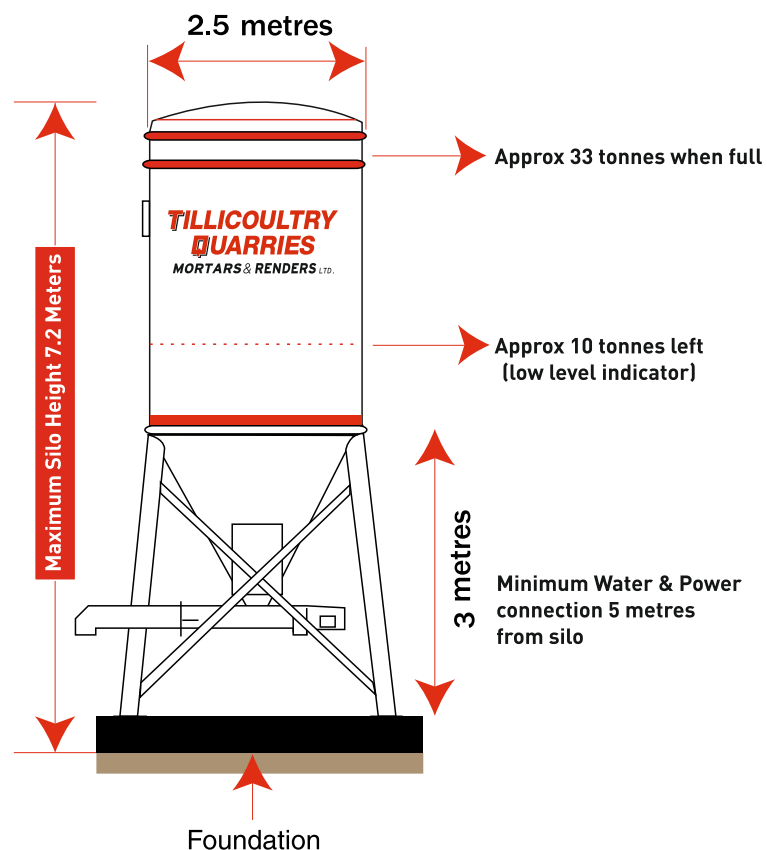 2.5 metres
Approx 33 tonnes when full
TILLICOULTRY
QUARRIES
MORTARS & RENDERS LTD.
Maximum Silo Height 7.2 Meters
Approx 10 tonnes left
(low level indicator)
3 metres
Minimum Water & Power
connection 5 metres
from silo
Foundation